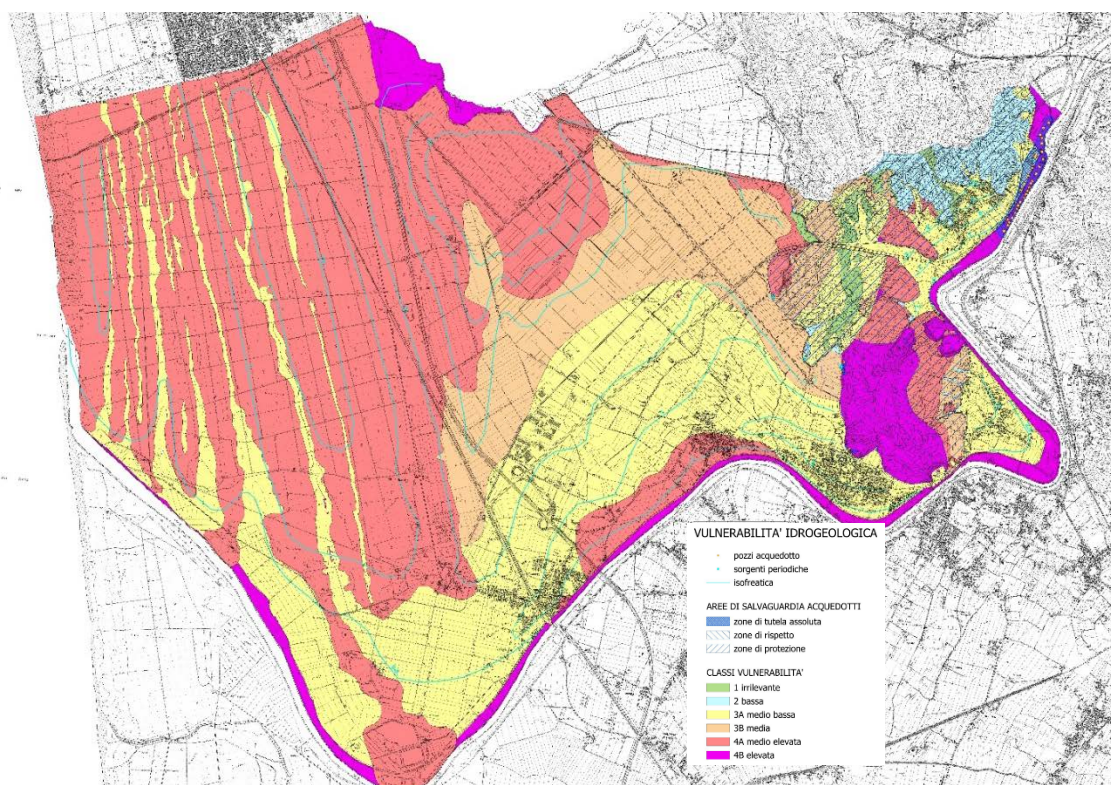 VULNERABILITA' IDROGEOLOGICA
pozzi acquedotto
sorgenti periodiche
isofreatica
AREE DI SALVAGUARDIA ACQUEDOTTI
zone di tutela assoluta
zone di rispetto
zone di protezione
CLASSI VULNERABILITA'
1 irrilevante
2 bassa
3A medio bassa
3B media
4A medio elevata
4B elevata